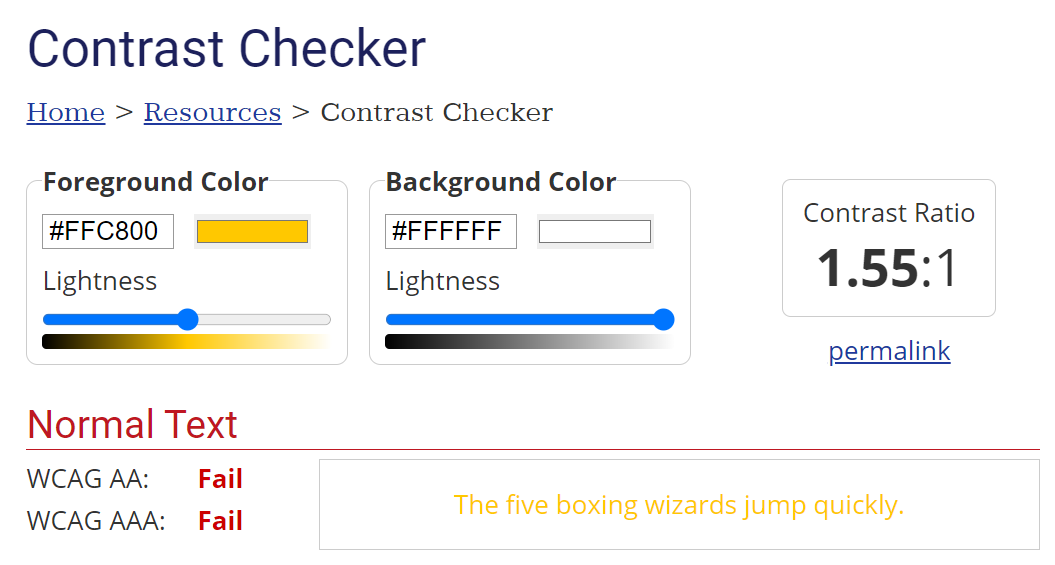 Contrast Checker
Home > Resources > Contrast Checker
Foreground Color
#FFC800
Lightness
Background Color
#FFFFFF
Lightness
Contrast Ratio
1.55:1
permalink
Normal Text
WCAG AA: Fail
WCAG AAA: Fail
The five boxing wizards jump quickly.